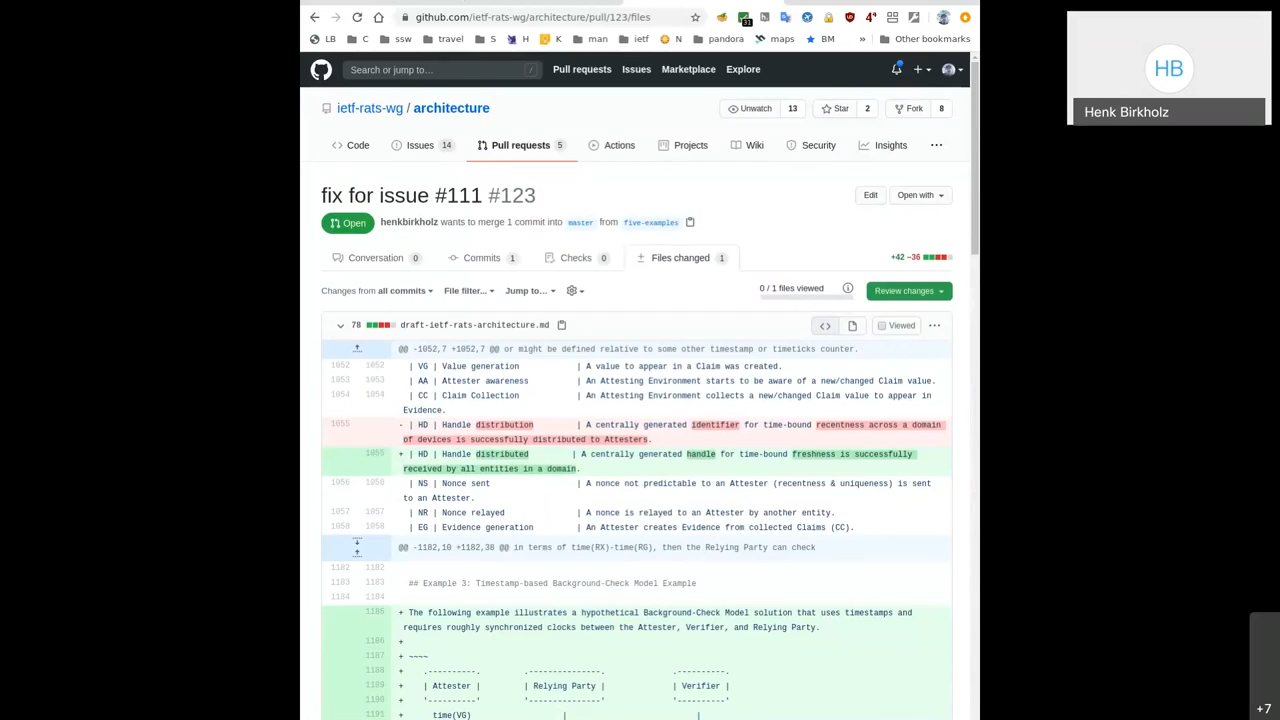 github.com/ietf-rats-wg/architecture/pull/123/files
31
4*
LB C ssw travel S H K man ietf N pandora maps BM » Other bookmarks
Search or jump to… / Pull requests Issues Marketplace Explore
ietf-rats-wg / architecture Unwatch 13 Star 2 Fork 8
Code Issues 14 Pull requests 5 Actions Projects Wiki Security Insights
fix for issue #111 #123 Edit Open with
Open henkbirkholz wants to merge 1 commit into master from five-examples
Conversation 0 Commits 1 Checks 0 Files changed 1 +42 −36
Changes from all commits File filter... Jump to… 0 / 1 files viewed Review changes
78 draft-ietf-rats-architecture.md <> Viewed
@@ -1052,7 +1052,7 @@ or might be defined relative to some other timestamp or timeticks counter.
1052 1052 | VG | Value generation | A value to appear in a Claim was created.
1053 1053 | AA | Attester awareness | An Attesting Environment starts to be aware of a new/changed Claim value.
1054 1054 | CC | Claim Collection | An Attesting Environment collects a new/changed Claim value to appear in
Evidence.
1055 - | HD | Handle distribution | A centrally generated identifier for time-bound recentness across a domain
of devices is successfully distributed to Attesters.
1055 + | HD | Handle distributed | A centrally generated handle for time-bound freshness is successfully
received by all entities in a domain.
1056 1056 | NS | Nonce sent | A nonce not predictable to an Attester (recentness & uniqueness) is sent
to an Attester.
1057 1057 | NR | Nonce relayed | A nonce is relayed to an Attester by another entity.
1058 1058 | EG | Evidence generation | An Attester creates Evidence from collected Claims (CC).
@@ -1182,10 +1182,38 @@ in terms of time(RX)-time(RG), then the Relying Party can check
1182 1182
1183 1183 ## Example 3: Timestamp-based Background-Check Model Example
1184 1184
1185 + The following example illustrates a hypothetical Background-Check Model solution that uses timestamps and
requires roughly synchronized clocks between the Attester, Verifier, and Relying Party.
1186 +
1187 + ~~~~
1188 + .----------. .---------------. .----------.
1189 + | Attester | | Relying Party | | Verifier |
1190 + '----------' '---------------' '----------'
1191 + time(VG) | |
HB
Henk Birkholz
+7